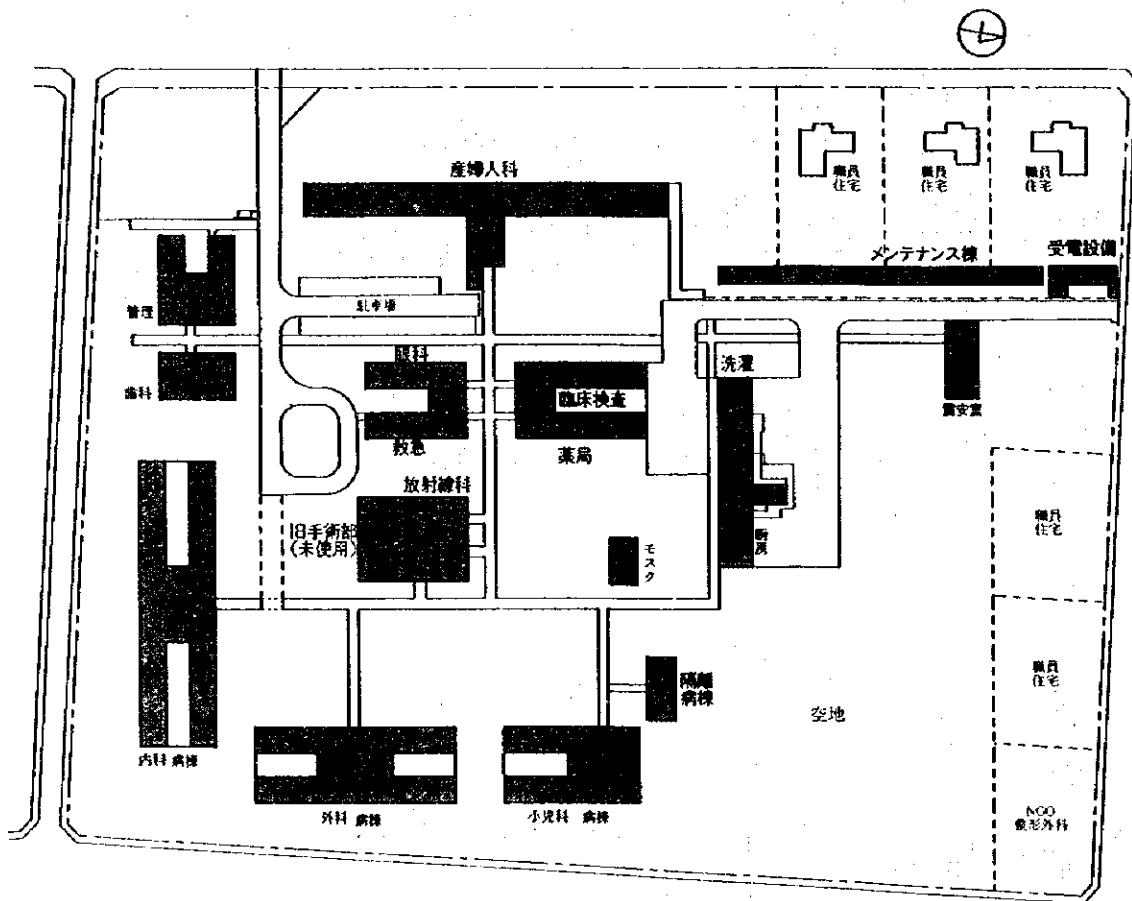 産婦人科
職員
住宅
職員
住宅
職員
住宅
メンテナンス棟
受電設備
管理
駐車場
歯科
眼科
臨床検査
洗濯
霊安室
救急
薬局
放射線科
旧手術部
(未使用)
モスク
厨房
職員
住宅
隔離
病棟
職員
住宅
空地
内科 病棟
外科 病棟
小児科 病棟
NGO
整形外科